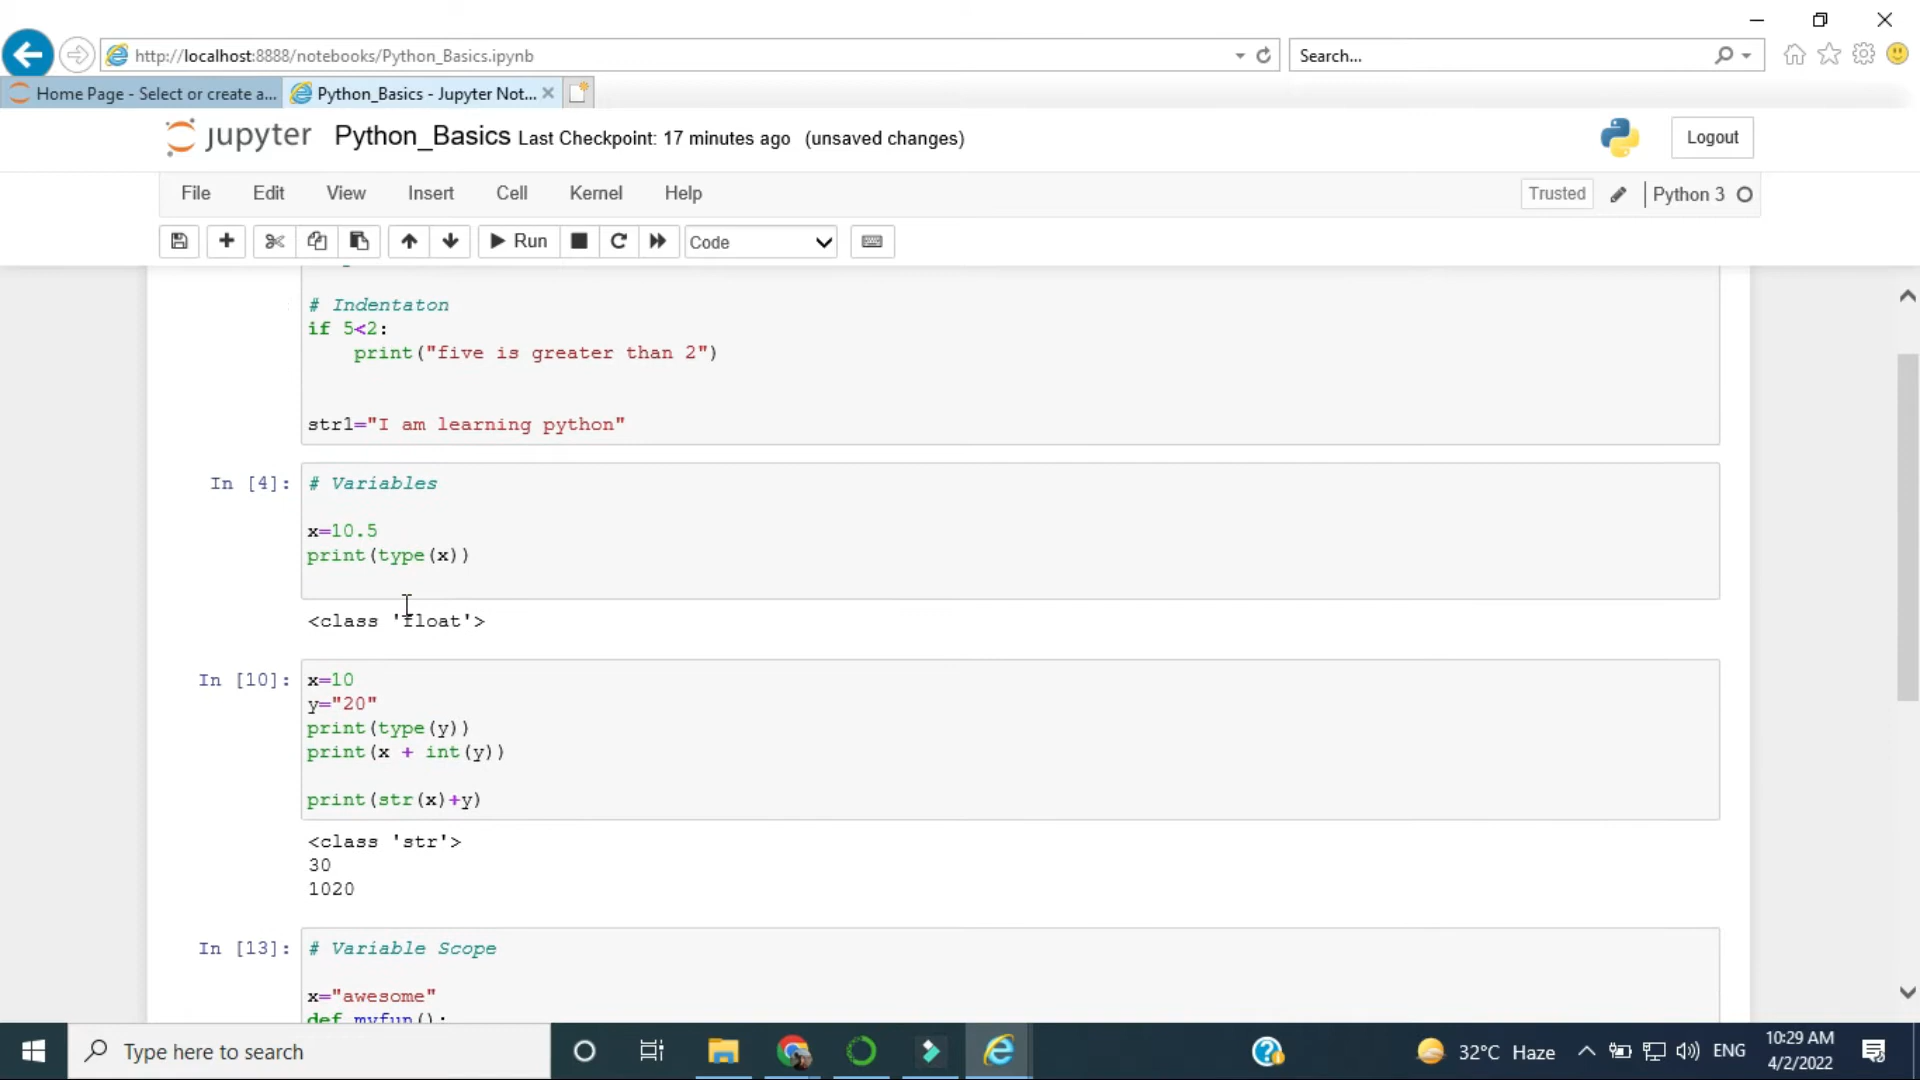 http://localhost:8888/notebooks/Python_Basics.ipynb
Search...
Home Page - Select or create a...
Python_Basics - Jupyter Not...
jupyter
Python_Basics Last Checkpoint: 17 minutes ago (unsaved changes)
Logout
File Edit View Insert Cell Kernel Help
Trusted
Python 3
Run
Code
# Indentaton
if 5<2:
    print("five is greater than 2")
str1="I am learning python"
In [4]: # Variables
x=10.5
print(type(x))
<class 'float'>
In [10]: x=10
y="20"
print(type(y))
print(x + int(y))
print(str(x)+y)
<class 'str'>
30
1020
In [13]: # Variable Scope
x="awesome"
def myfun():
Type here to search
32°C Haze
ENG
10:29 AM
4/2/2022